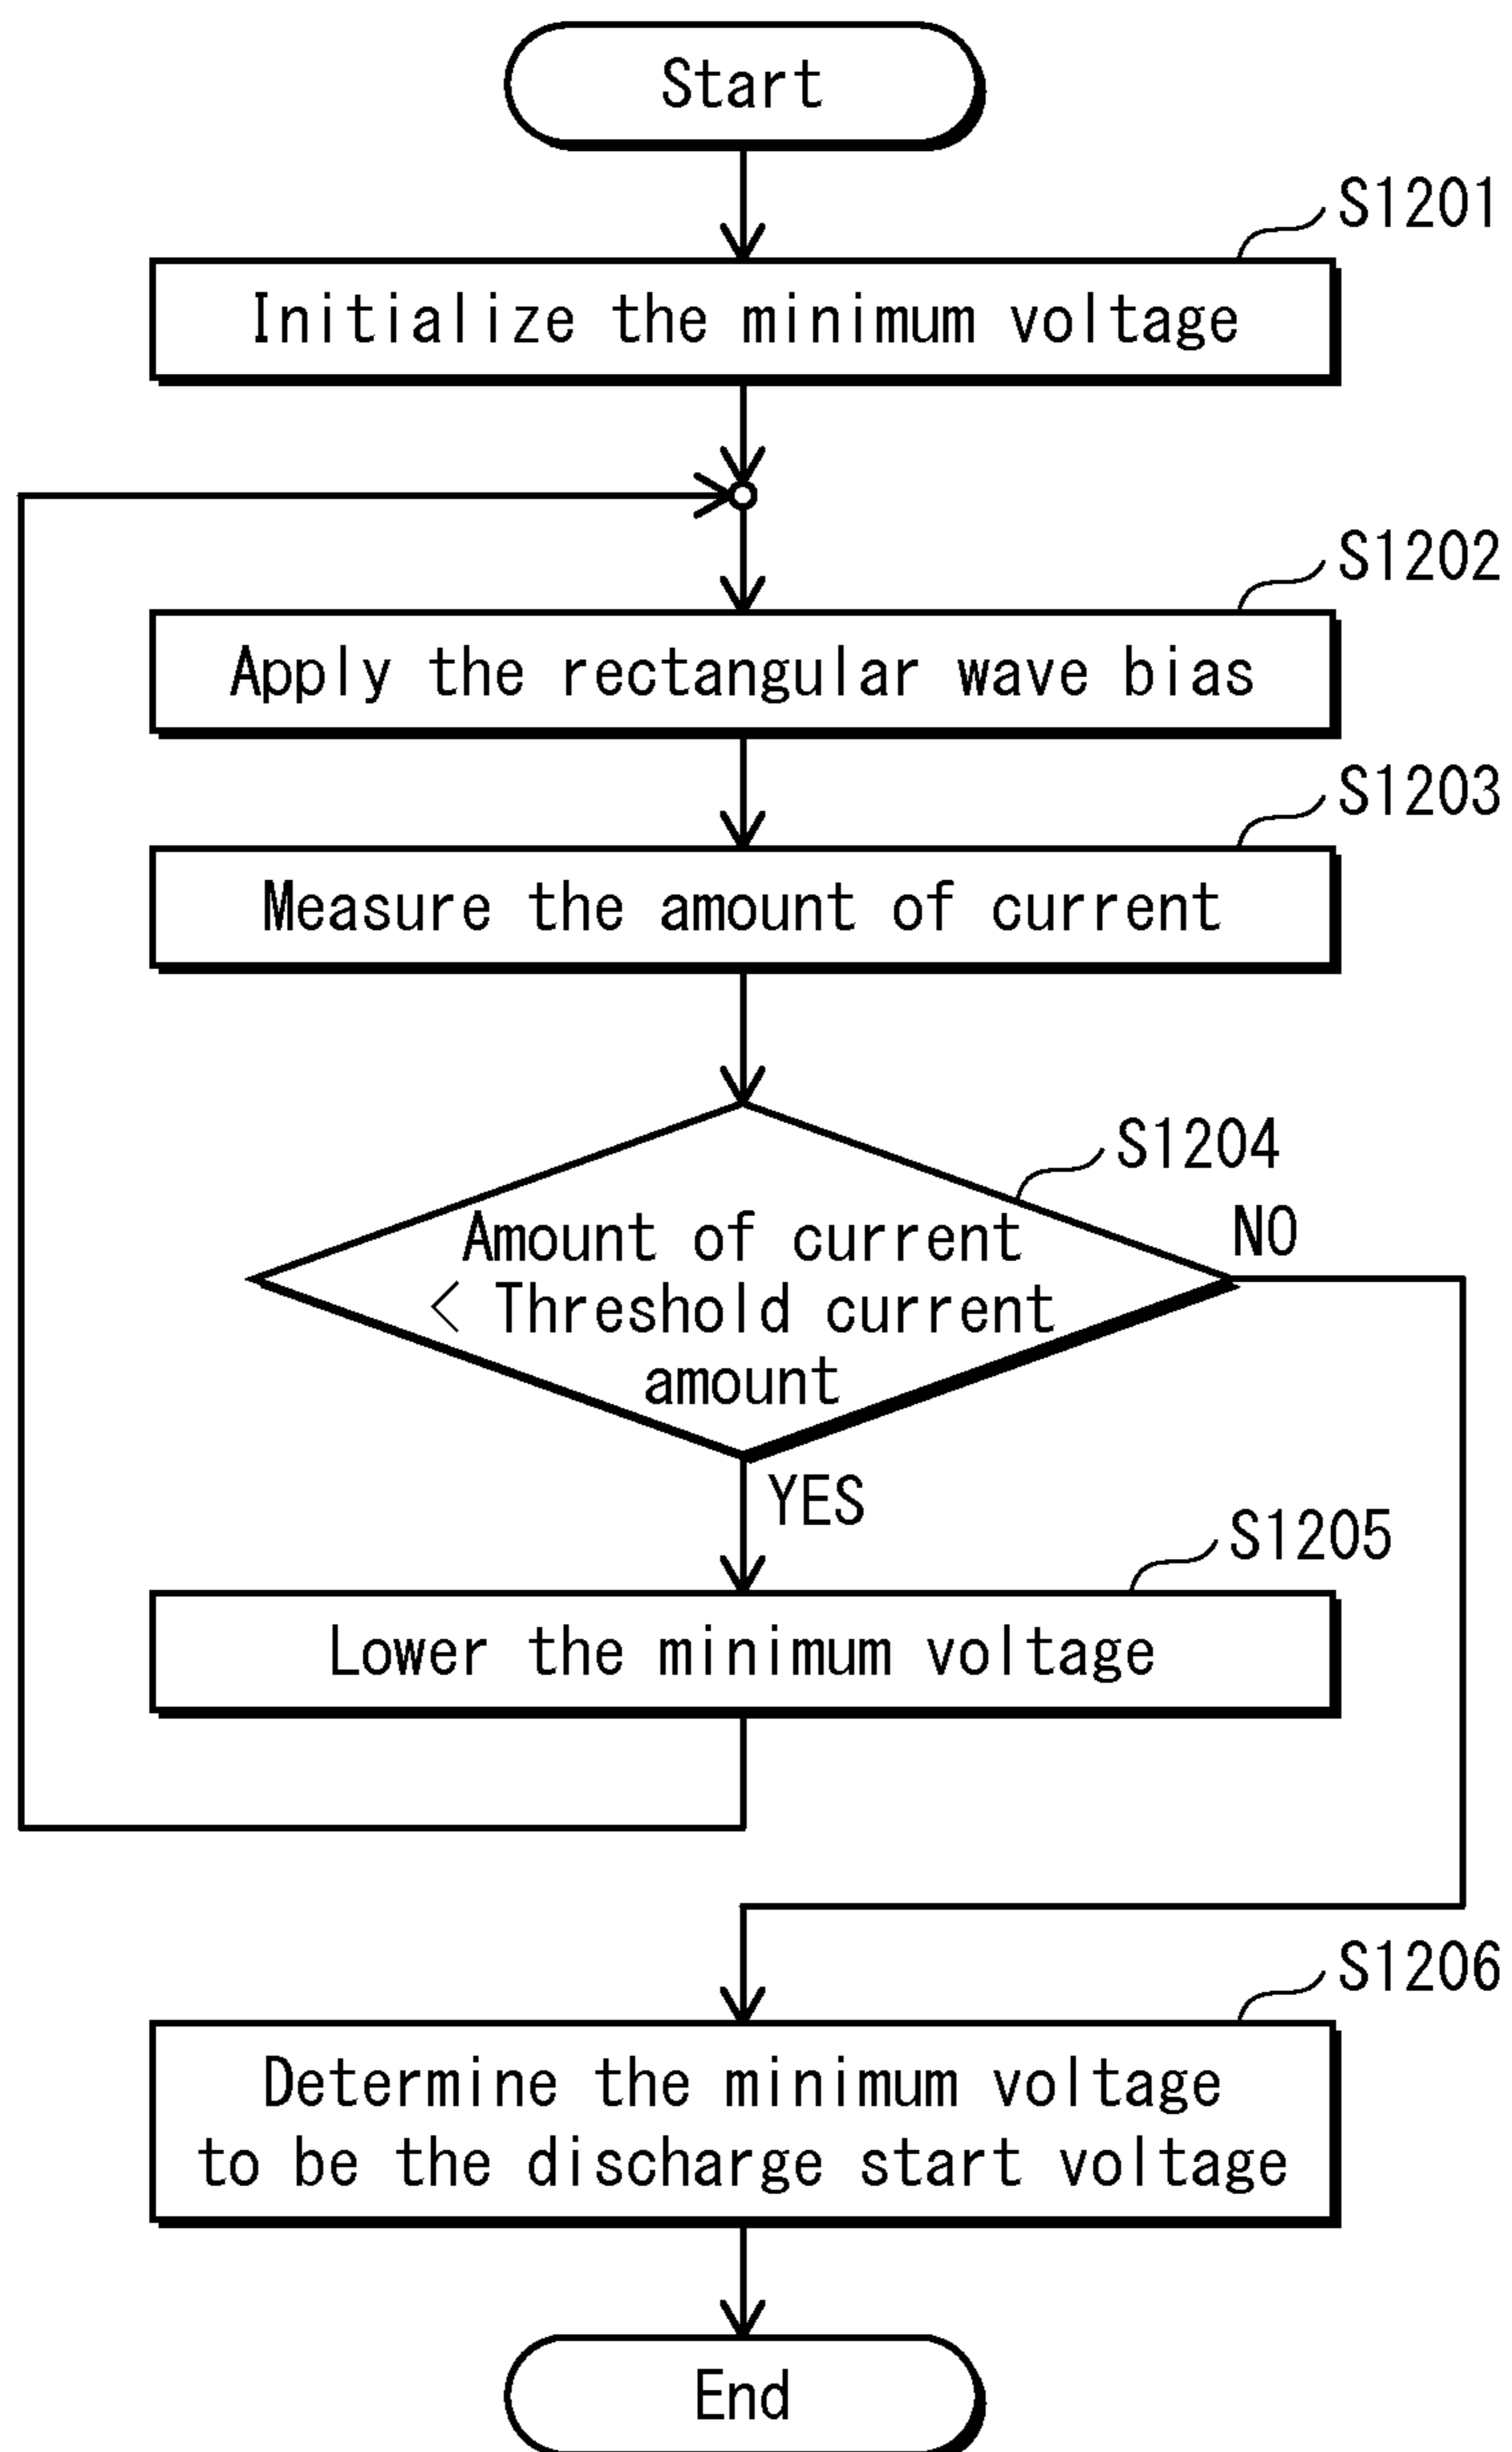 Start
S1201
Initialize the minimum voltage
S1202
Apply the rectangular wave bias
S1203
Measure the amount of current
S1204
Amount of current
< Threshold current
amount
NO
YES
S1205
Lower the minimum voltage
S1206
Determine the minimum voltage
to be the discharge start voltage
End